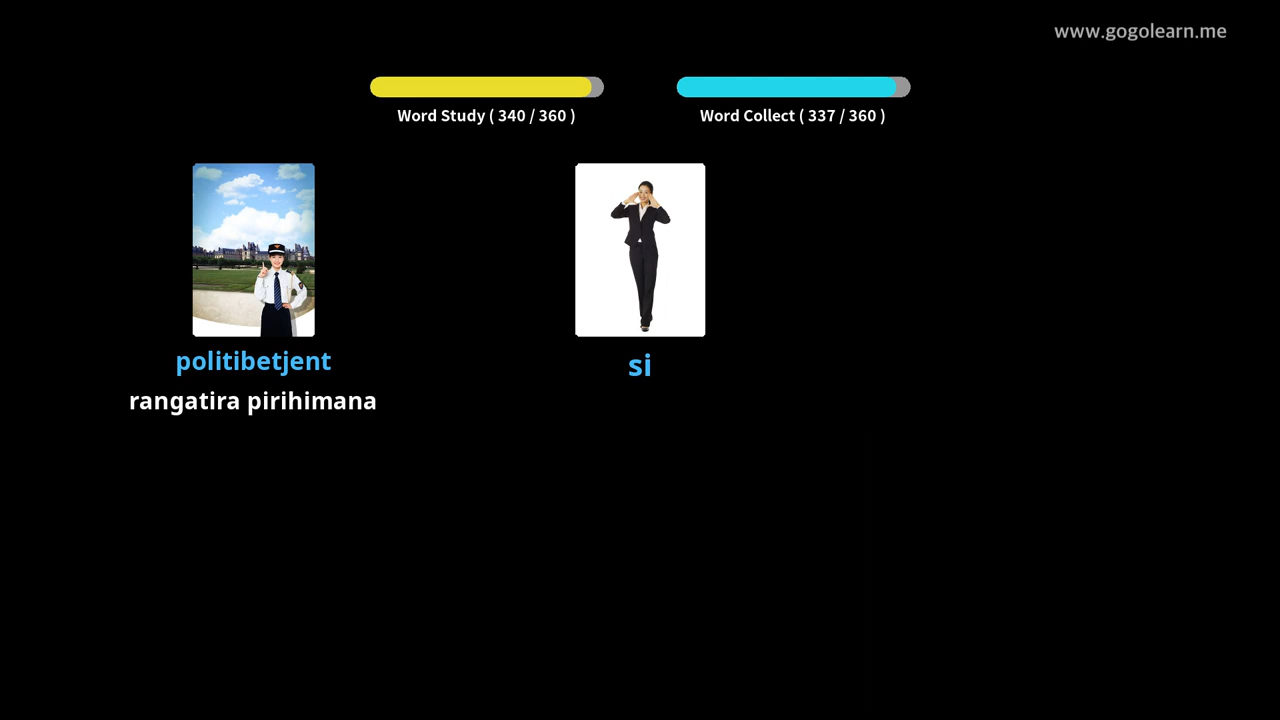 www.gogolearn.me
Word Study ( 340 / 360 )
Word Collect ( 337 / 360 )
politibetjent
si
rangatira pirihimana